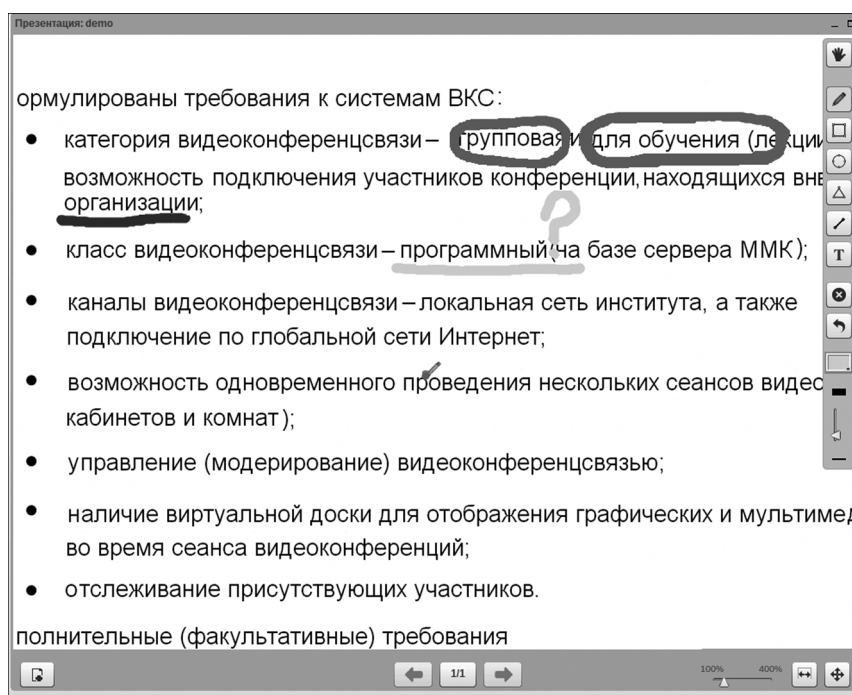 Презентация: demo
ормулированы требования к системам ВКС:
• категория видеоконференцсвязи – групповая и для обучения (лекции
возможность подключения участников конференции, находящихся вне
организации;
• класс видеоконференцсвязи – программный (на базе сервера ММК);
• каналы видеоконференцсвязи – локальная сеть института, а также
подключение по глобальной сети Интернет;
• возможность одновременного проведения нескольких сеансов видео
кабинетов и комнат);
• управление (модерирование) видеоконференцсвязью;
• наличие виртуальной доски для отображения графических и мультимед
во время сеанса видеоконференций;
• отслеживание присутствующих участников.
полнительные (факультативные) требования
?
T
1/1
100% 400%